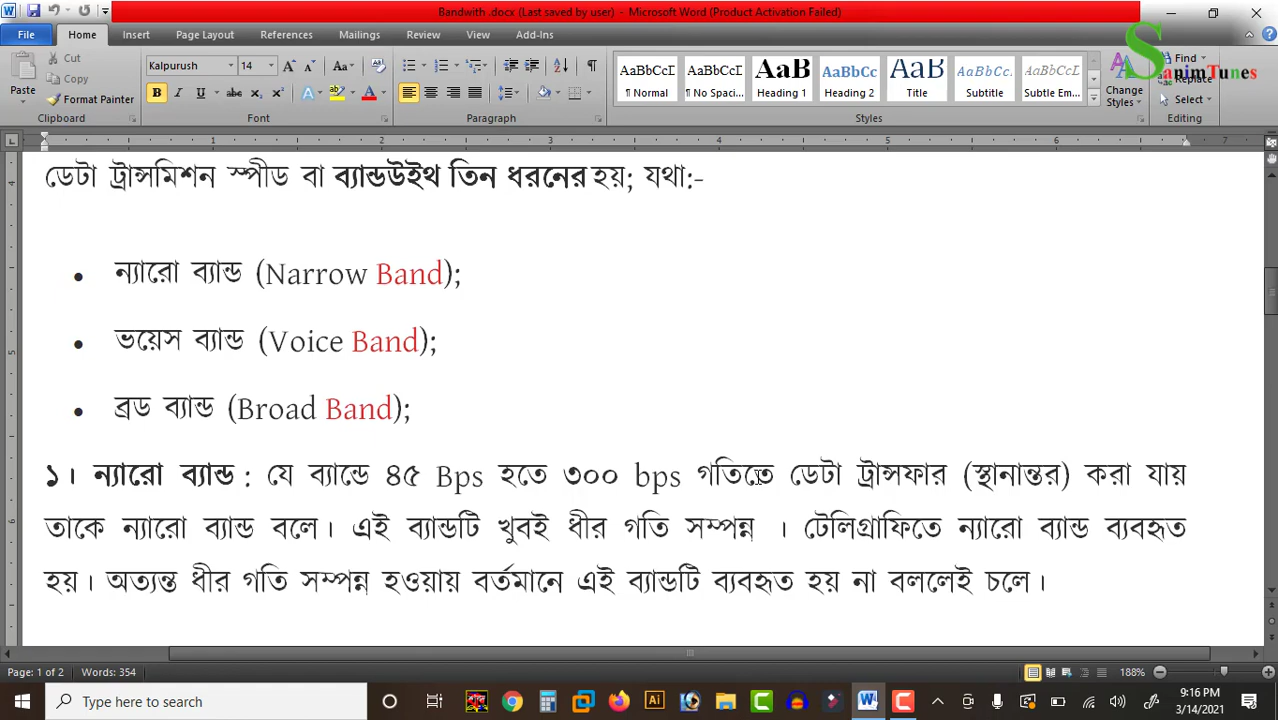 Bandwith .docx (Last saved by user) - Microsoft Word (Product Activation Failed)
File Home Insert Page Layout References Mailings Review View Add-Ins
SanimTunes
Paste
Cut
Copy
Format Painter
Clipboard
Kalpurush 14
Font
Paragraph
AaBbCcI AaBbCcI AaB AaBbCc AaB AaBbCcI AaBbCcI
¶ Normal ¶ No Spaci... Heading 1 Heading 2 Title Subtitle Subtle Em...
Styles
Change Styles
Find
Replace
Select
Editing
ডেটা ট্রান্সমিশন স্পীড বা ব্যান্ডউইথ তিন ধরনের হয়; যথা:-
• ন্যারো ব্যান্ড (Narrow Band);
• ভয়েস ব্যান্ড (Voice Band);
• ব্রড ব্যান্ড (Broad Band);
১। ন্যারো ব্যান্ড : যে ব্যান্ডে ৪৫ Bps হতে ৩০০ bps গতিতে ডেটা ট্রান্সফার (স্থানান্তর) করা যায়
তাকে ন্যারো ব্যান্ড বলে। এই ব্যান্ডটি খুবই ধীর গতি সম্পন্ন । টেলিগ্রাফিতে ন্যারো ব্যান্ড ব্যবহৃত
হয়। অত্যন্ত ধীর গতি সম্পন্ন হওয়ায় বর্তমানে এই ব্যান্ডটি ব্যবহৃত হয় না বললেই চলে।
Page: 1 of 2 Words: 354 188%
Type here to search
9:16 PM
3/14/2021